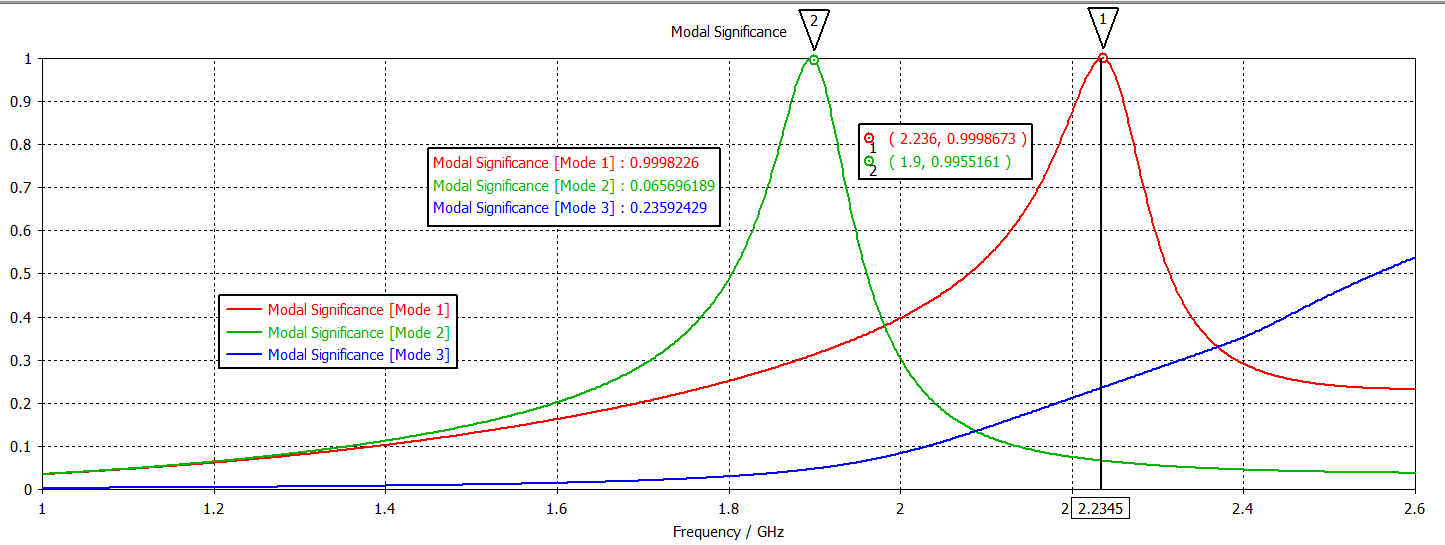 2
1
Modal Significance
1
0.9
0.8
0.7
0.6
0.5
0.4
0.3
0.2
0.1
0
( 2.236, 0.9998673 )
1
( 1.9, 0.9955161 )
2
Modal Significance [Mode 1] : 0.9998226
Modal Significance [Mode 2] : 0.065696189
Modal Significance [Mode 3] : 0.23592429
Modal Significance [Mode 1]
Modal Significance [Mode 2]
Modal Significance [Mode 3]
1 1.2 1.4 1.6 1.8 2 2 2.2345 2.4 2.6
Frequency / GHz